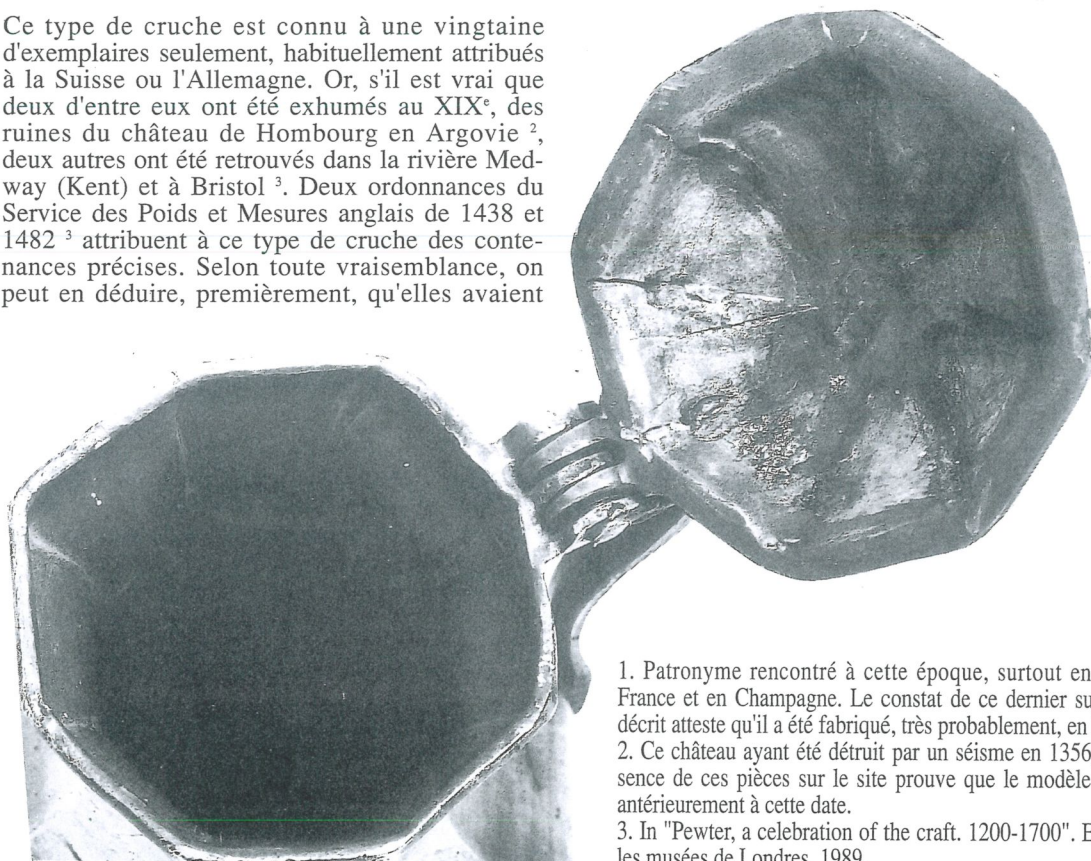 Ce type de cruche est connu à une vingtaine
d'exemplaires seulement, habituellement attribués
à la Suisse ou l'Allemagne. Or, s'il est vrai que
deux d'entre eux ont été exhumés au XIXᵉ, des
ruines du château de Hombourg en Argovie ²,
deux autres ont été retrouvés dans la rivière Med-
way (Kent) et à Bristol ³. Deux ordonnances du
Service des Poids et Mesures anglais de 1438 et
1482 ³ attribuent à ce type de cruche des conte-
nances précises. Selon toute vraisemblance, on
peut en déduire, premièrement, qu'elles avaient
1. Patronyme rencontré à cette époque, surtout en
France et en Champagne. Le constat de ce dernier su
décrit atteste qu'il a été fabriqué, très probablement, en
2. Ce château ayant été détruit par un séisme en 1356
sence de ces pièces sur le site prouve que le modèle
antérieurement à cette date.
3. In "Pewter, a celebration of the craft. 1200-1700". E
les musées de Londres, 1989.